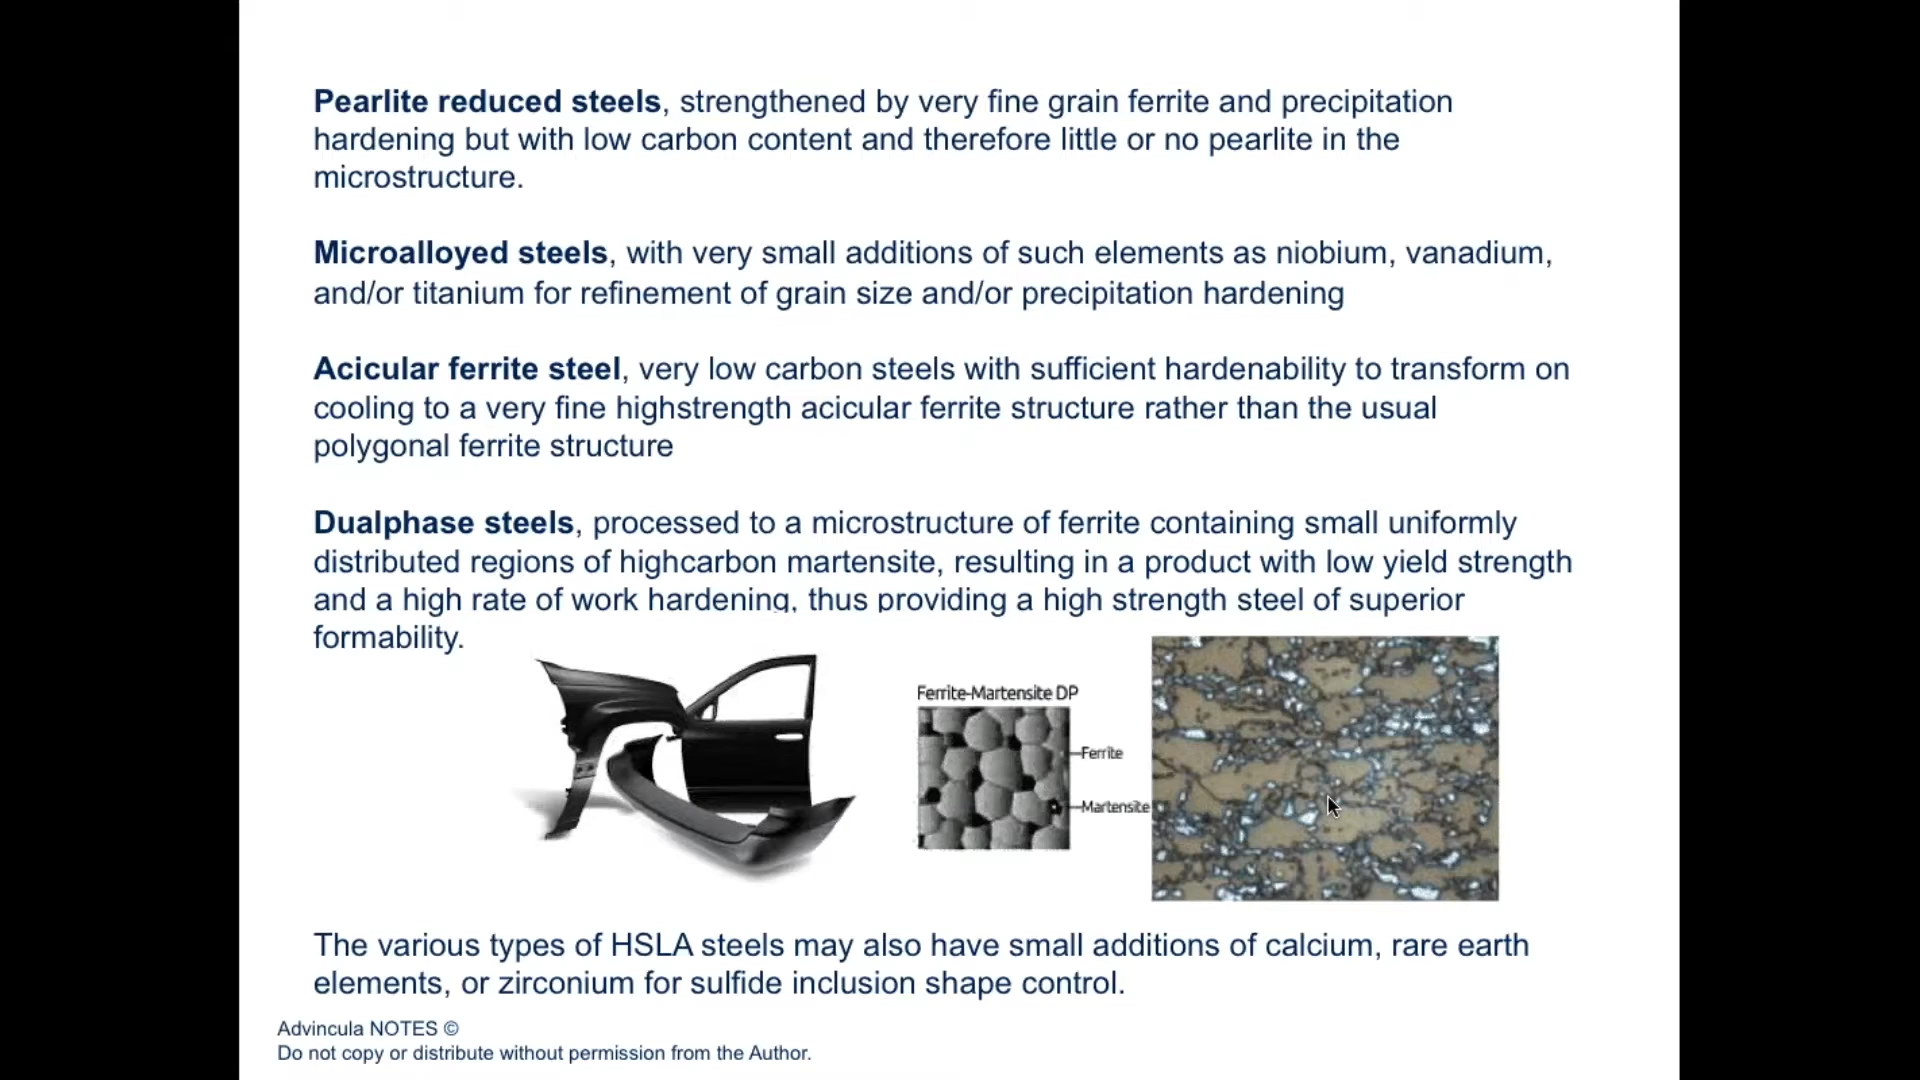 Pearlite reduced steels, strengthened by very fine grain ferrite and precipitation
hardening but with low carbon content and therefore little or no pearlite in the
microstructure.
Microalloyed steels, with very small additions of such elements as niobium, vanadium,
and/or titanium for refinement of grain size and/or precipitation hardening
Acicular ferrite steel, very low carbon steels with sufficient hardenability to transform on
cooling to a very fine highstrength acicular ferrite structure rather than the usual
polygonal ferrite structure
Dualphase steels, processed to a microstructure of ferrite containing small uniformly
distributed regions of highcarbon martensite, resulting in a product with low yield strength
and a high rate of work hardening, thus providing a high strength steel of superior
formability.
Ferrite-Martensite DP
Ferrite
Martensite
The various types of HSLA steels may also have small additions of calcium, rare earth
elements, or zirconium for sulfide inclusion shape control.
Advincula NOTES ©
Do not copy or distribute without permission from the Author.